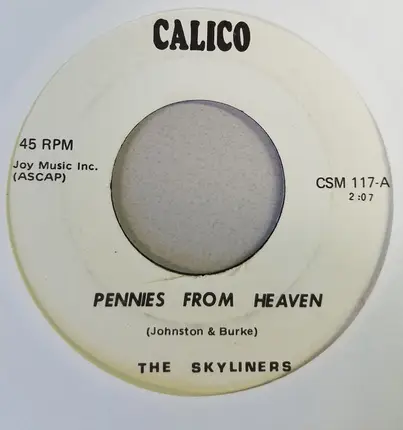 CALICO
45 RPM
Joy Music Inc.
(ASCAP)
CSM 117-A
2:07
PENNIES FROM HEAVEN
(Johnston & Burke)
THE SKYLINERS